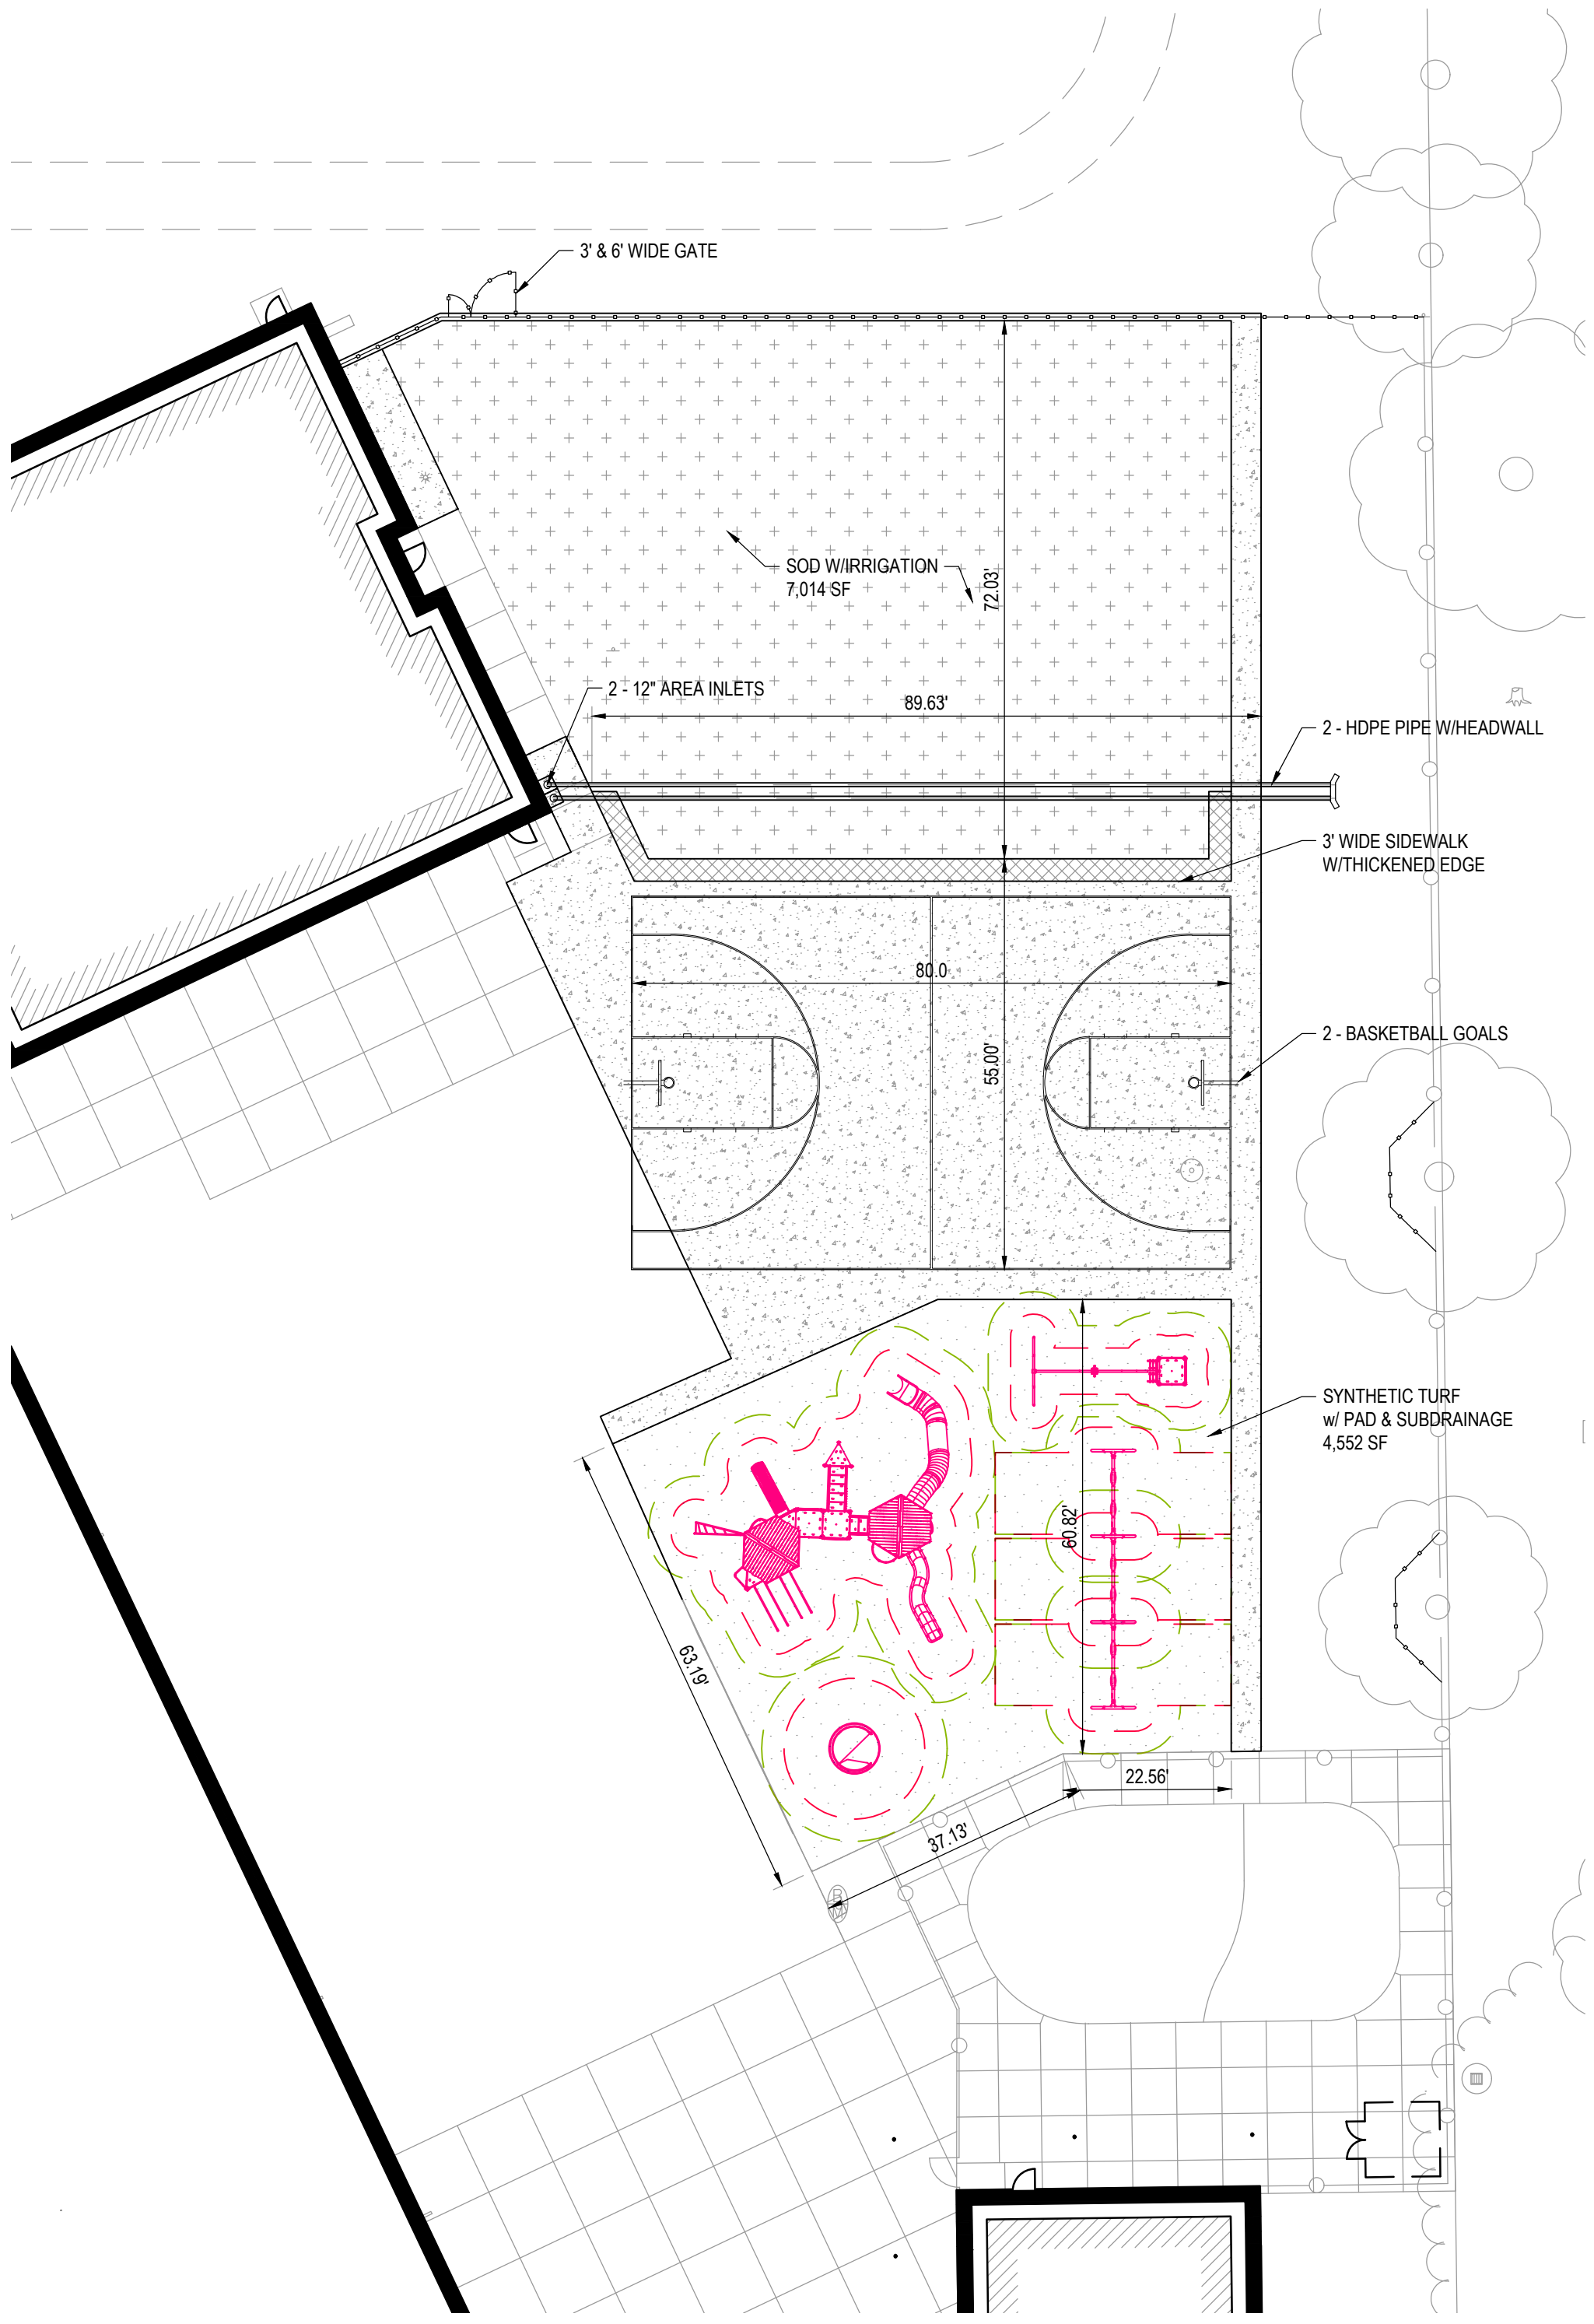 3' & 6' WIDE GATE
SOD W/IRRIGATION
7,014 SF
72.03'
2 - 12" AREA INLETS
89.63'
2 - HDPE PIPE W/HEADWALL
3' WIDE SIDEWALK
W/THICKENED EDGE
80.0
2 - BASKETBALL GOALS
55.00'
SYNTHETIC TURF
w/ PAD & SUBDRAINAGE
4,552 SF
60.82'
63.19'
22.56'
37.13'